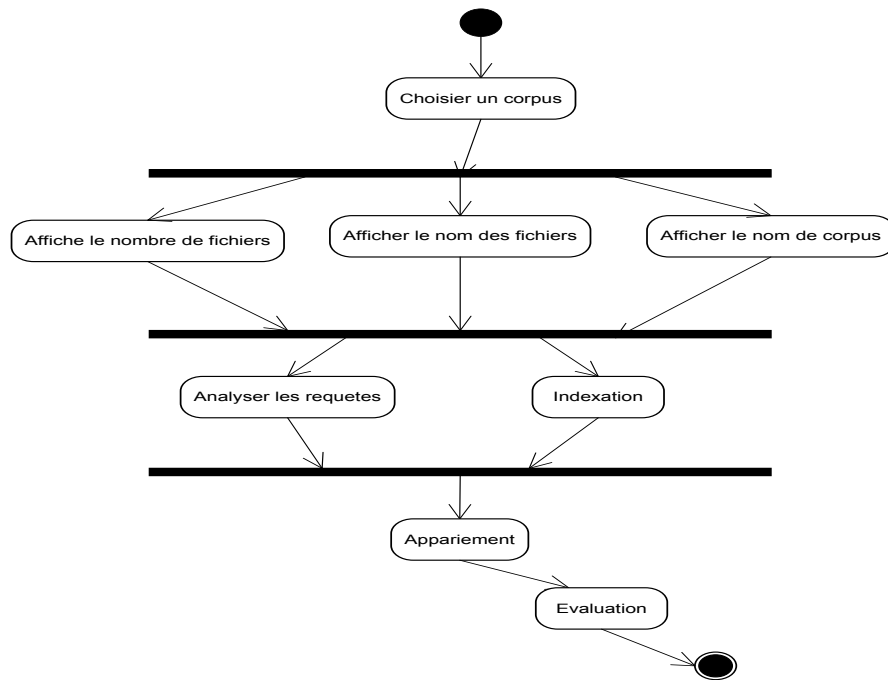 Choisier un corpus
Affiche le nombre de fichiers
Afficher le nom des fichiers
Afficher le nom de corpus
Analyser les requetes
Indexation
Appariement
Evaluation